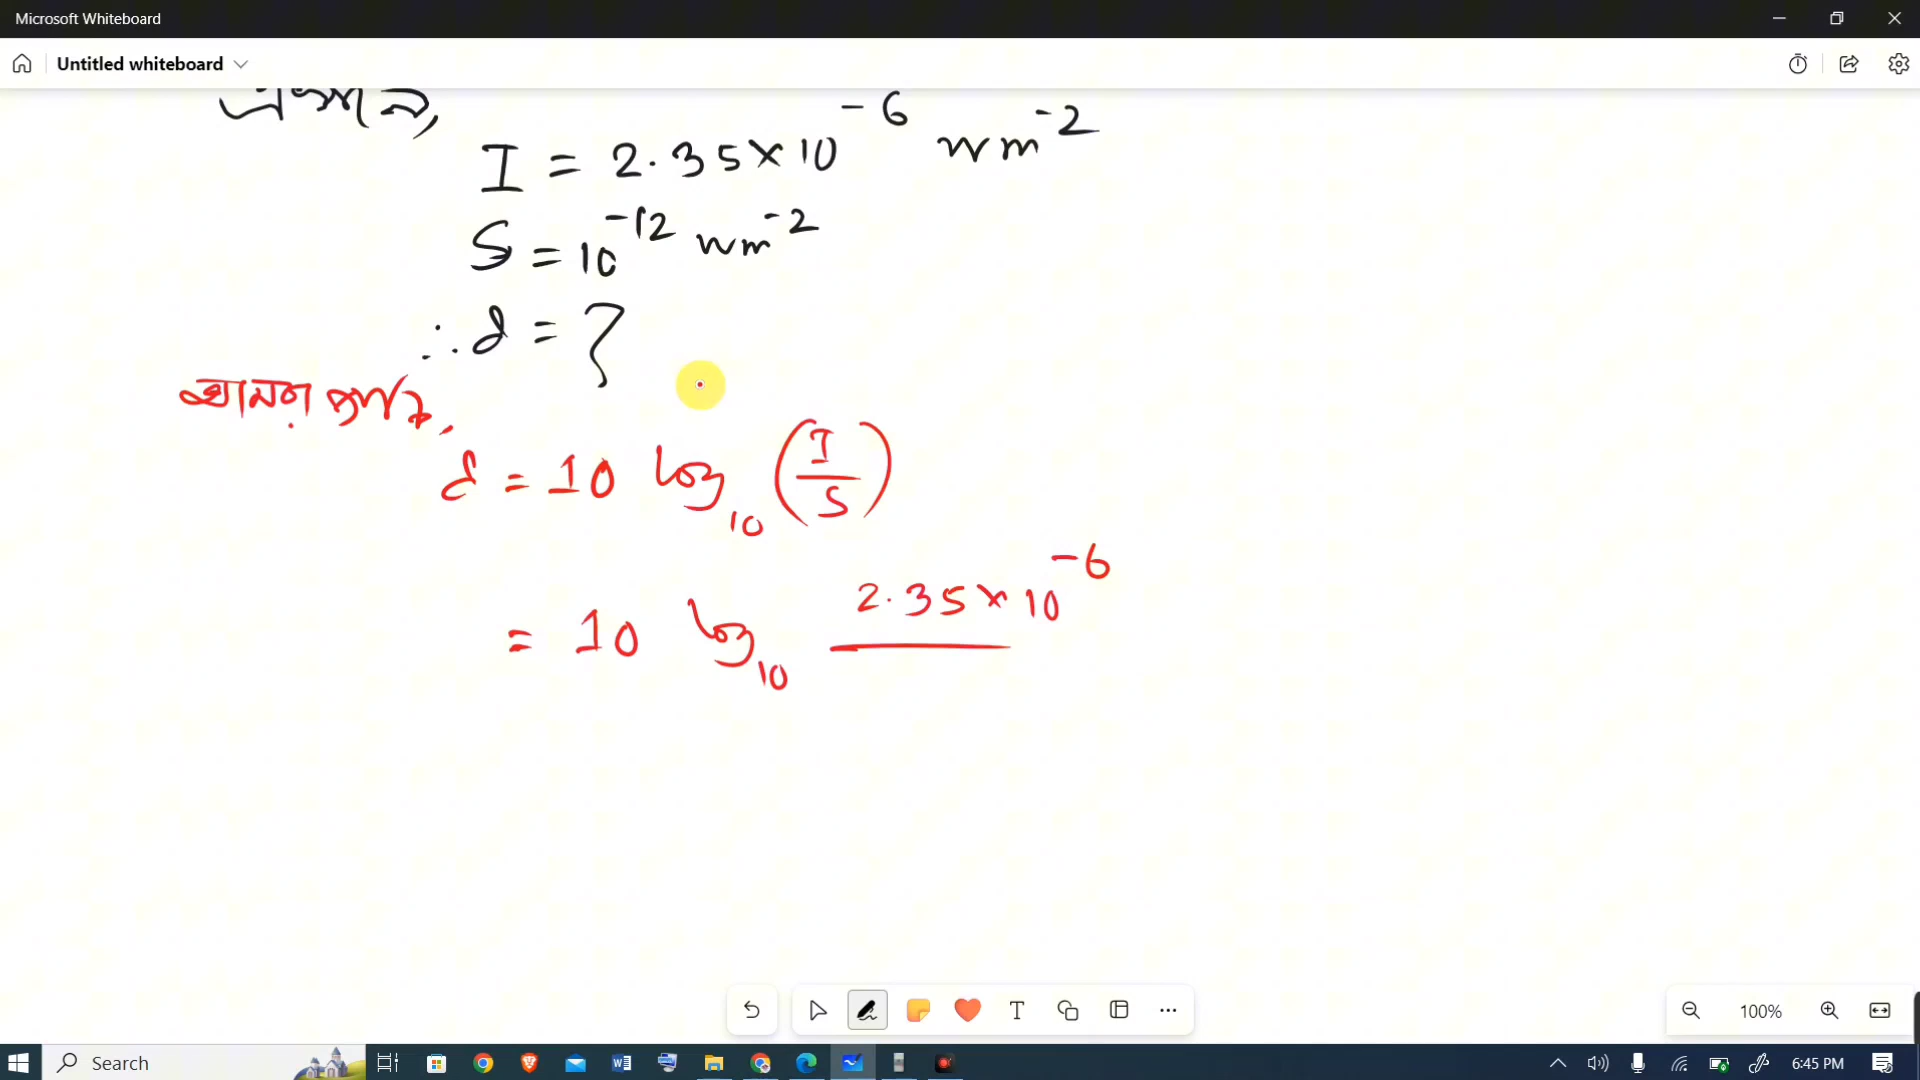 Microsoft Whiteboard
Untitled whiteboard
এখানে,
I = 2.35×10⁻⁶ wm⁻²
S = 10⁻¹² wm⁻²
∴ d = ?
আমরা জানি,
d = 10 log₁₀ (I/S)
= 10 log₁₀ 2.35×10⁻⁶
100%
Search
6:45 PM